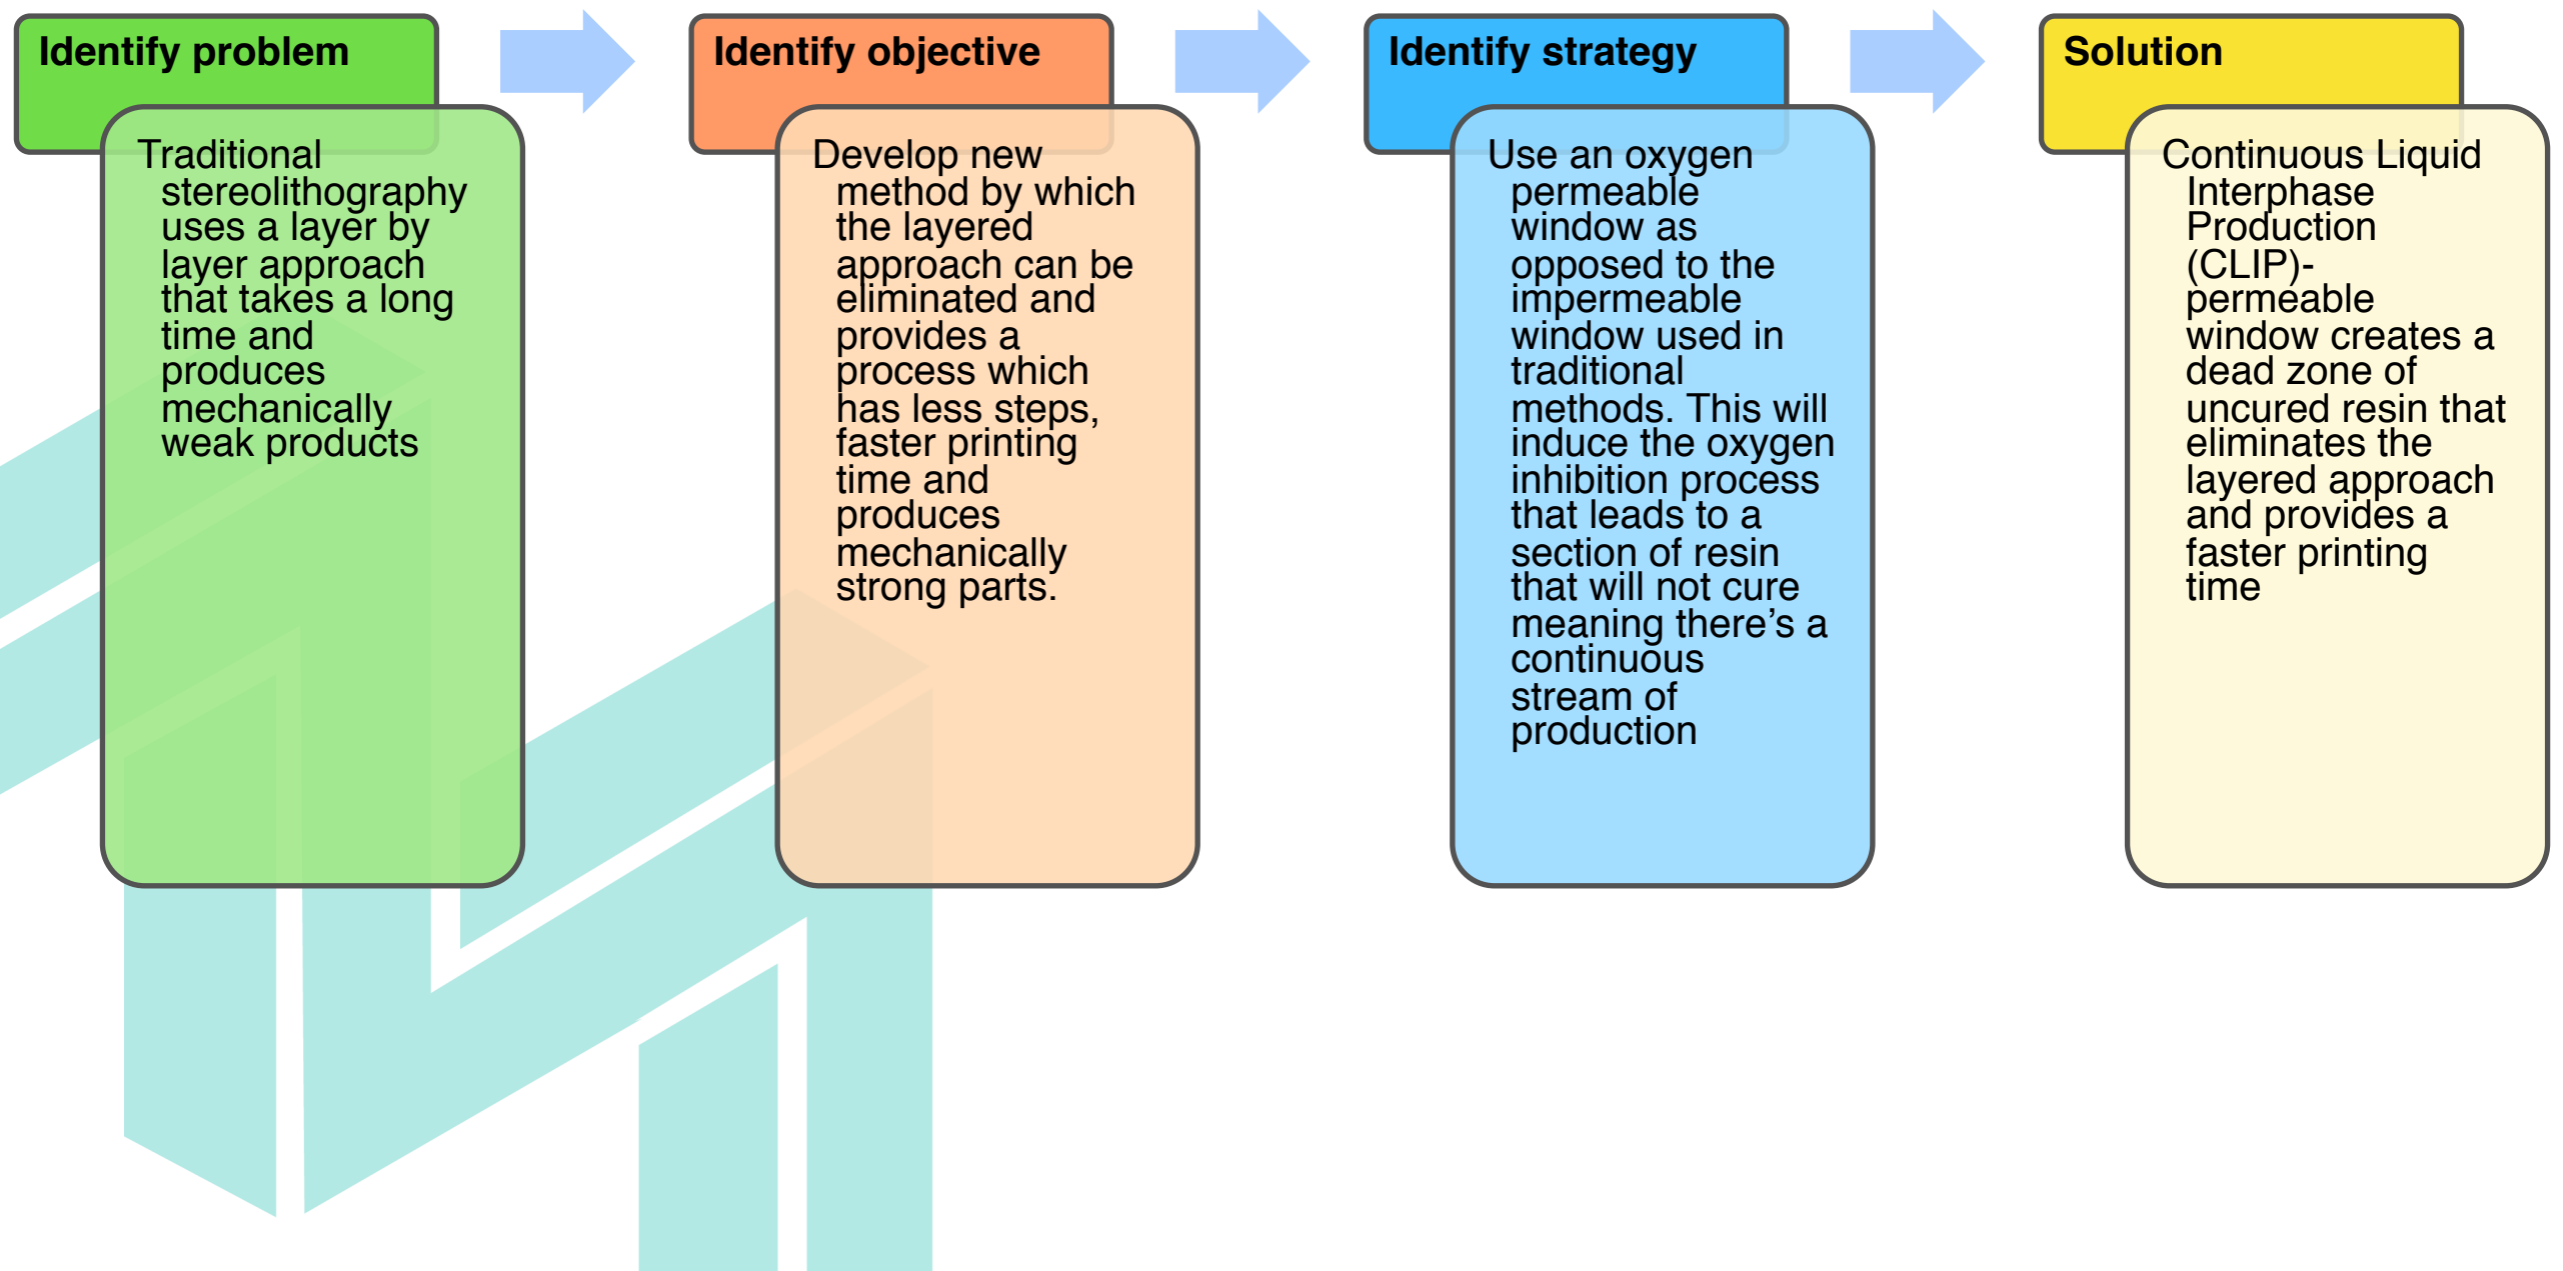 Identify problem
Traditional
stereolithography
uses a layer by
layer approach
that takes a long
time and
produces
mechanically
weak products
Identify objective
Develop new
method by which
the layered
approach can be
eliminated and
provides a
process which
has less steps,
faster printing
time and
produces
mechanically
strong parts.
Identify strategy
Use an oxygen
permeable
window as
opposed to the
impermeable
window used in
traditional
methods. This will
induce the oxygen
inhibition process
that leads to a
section of resin
that will not cure
meaning there’s a
continuous
stream of
production
Solution
Continuous Liquid
Interphase
Production
(CLIP)-
permeable
window creates a
dead zone of
uncured resin that
eliminates the
layered approach
and provides a
faster printing
time